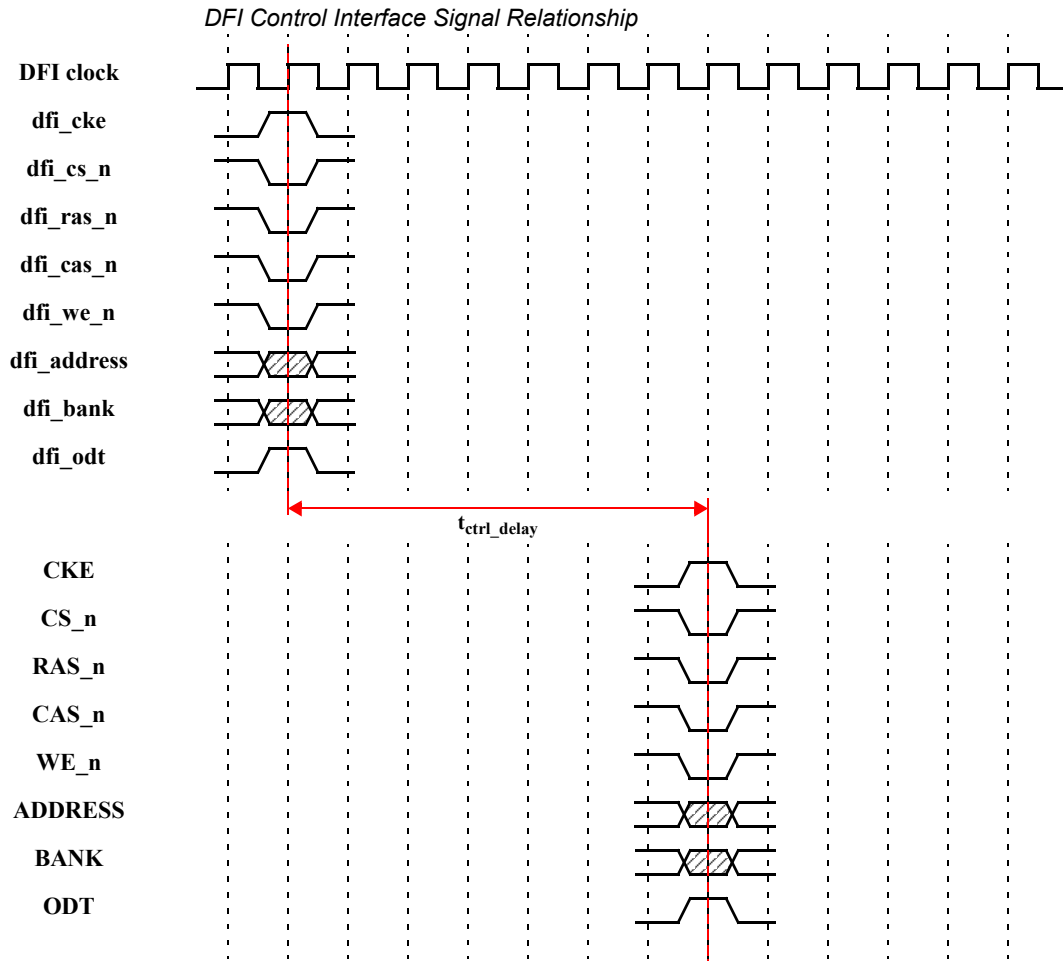 DFI Control Interface Signal Relationship
DFI clock
dfi_cke
dfi_cs_n
dfi_ras_n
dfi_cas_n
dfi_we_n
dfi_address
dfi_bank
dfi_odt
tctrl_delay
CKE
CS_n
RAS_n
CAS_n
WE_n
ADDRESS
BANK
ODT